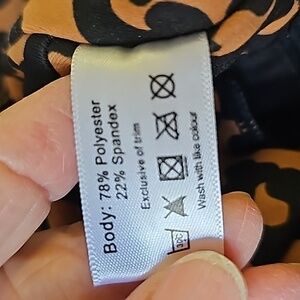 Body: 78% Polyester
22% Spandex
Exclusive of trim
Wash with like colour